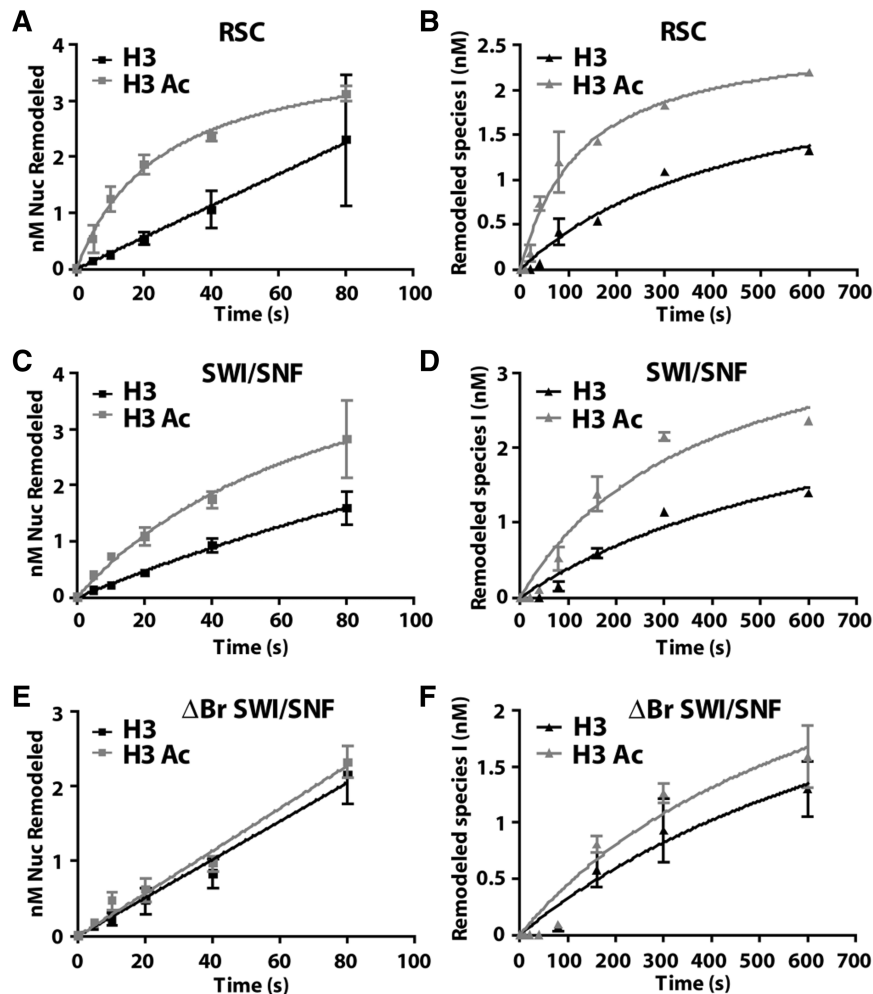 A
RSC
H3
H3 Ac
nM Nuc Remodeled
4
3
2
1
0
0 20 40 60 80 100
Time (s)
B
RSC
H3
H3 Ac
Remodeled species I (nM)
2.5
2
1.5
1
0.5
0
0 100 200 300 400 500 600 700
Time (s)
C
SWI/SNF
H3
H3 Ac
nM Nuc Remodeled
4
3
2
1
0
0 20 40 60 80 100
Time (s)
D
SWI/SNF
H3
H3 Ac
Remodeled species I (nM)
3
2
1
0
0 100 200 300 400 500 600 700
Time (s)
E
ΔBr SWI/SNF
H3
H3 Ac
nM Nuc Remodeled
3
2
1
0
0 20 40 60 80 100
Time (s)
F
ΔBr SWI/SNF
H3
H3 Ac
Remodeled species I (nM)
2
1.5
1
0.5
0
0 100 200 300 400 500 600 700
Time (s)